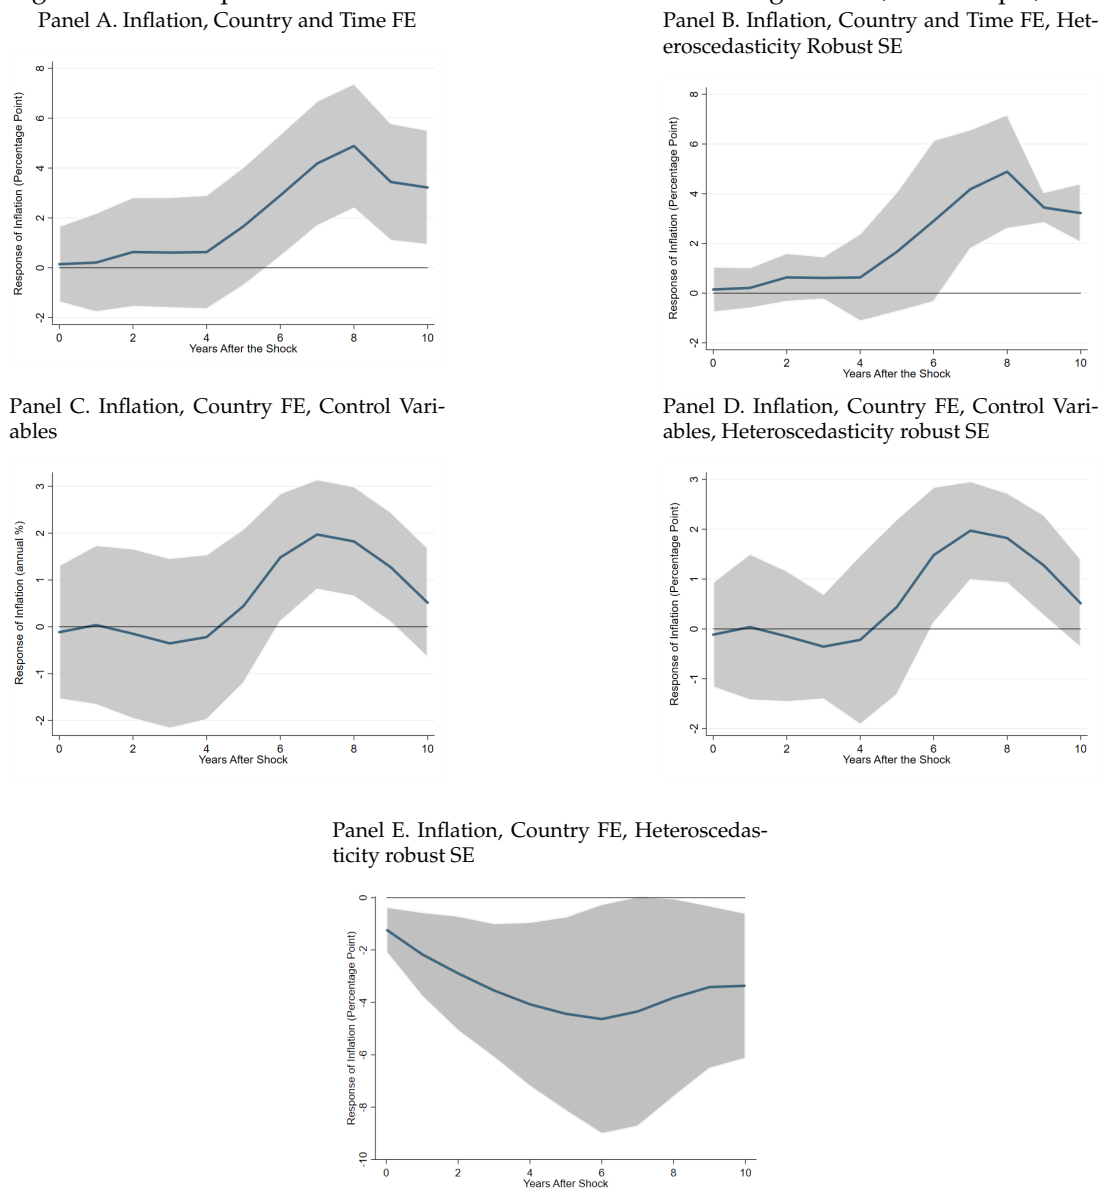 Panel A. Inflation, Country and Time FE
8
6
4
2
0
-2
Response of Inflation (Percentage Point)
0 2 4 6 8 10
Years After the Shock
Panel B. Inflation, Country and Time FE, Het-
eroscedasticity Robust SE
8
6
4
2
0
-2
Response of Inflation (Percentage Point)
0 2 4 6 8 10
Years After the Shock
Panel C. Inflation, Country FE, Control Vari-
ables
3
2
1
0
-1
-2
Response of Inflation (annual %)
0 2 4 6 8 10
Years After Shock
Panel D. Inflation, Country FE, Control Vari-
ables, Heteroscedasticity robust SE
3
2
1
0
-1
-2
Response of Inflation (Percentage Point)
0 2 4 6 8 10
Years After the Shock
Panel E. Inflation, Country FE, Heteroscedas-
ticity robust SE
0
-2
-4
-6
-8
-10
Response of Inflation (Percentage Point)
0 2 4 6 8 10
Years After Shock